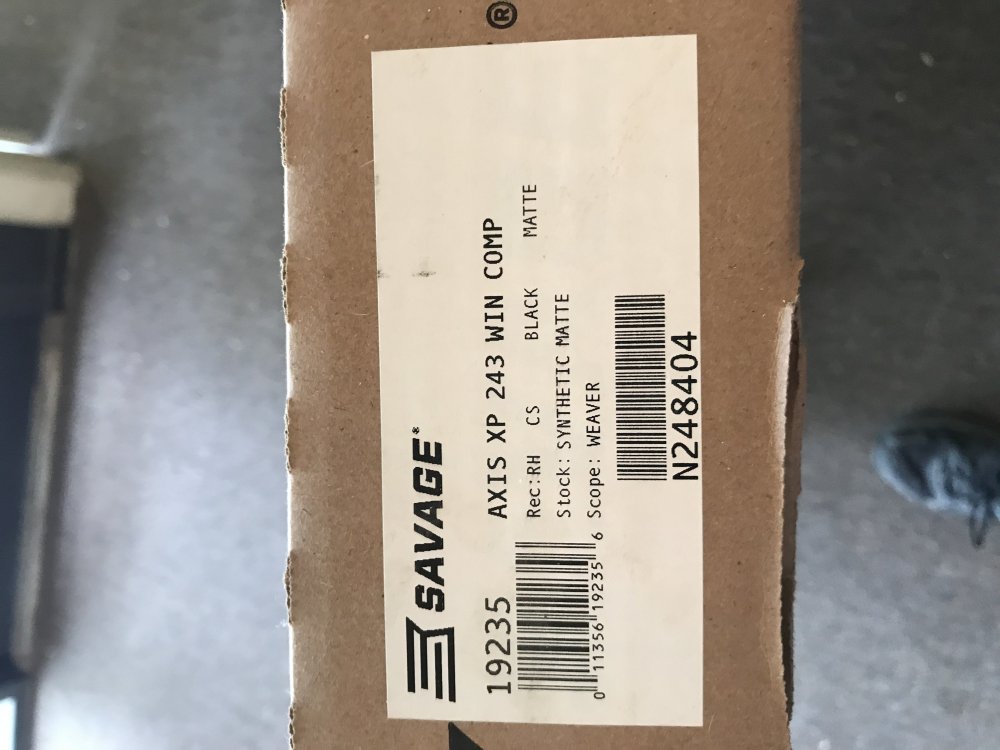 ®
SAVAGE®
19235 AXIS XP 243 WIN COMP
Rec:RH CS BLACK MATTE
Stock: SYNTHETIC MATTE
Scope: WEAVER
0 11356 19235 6
N248404